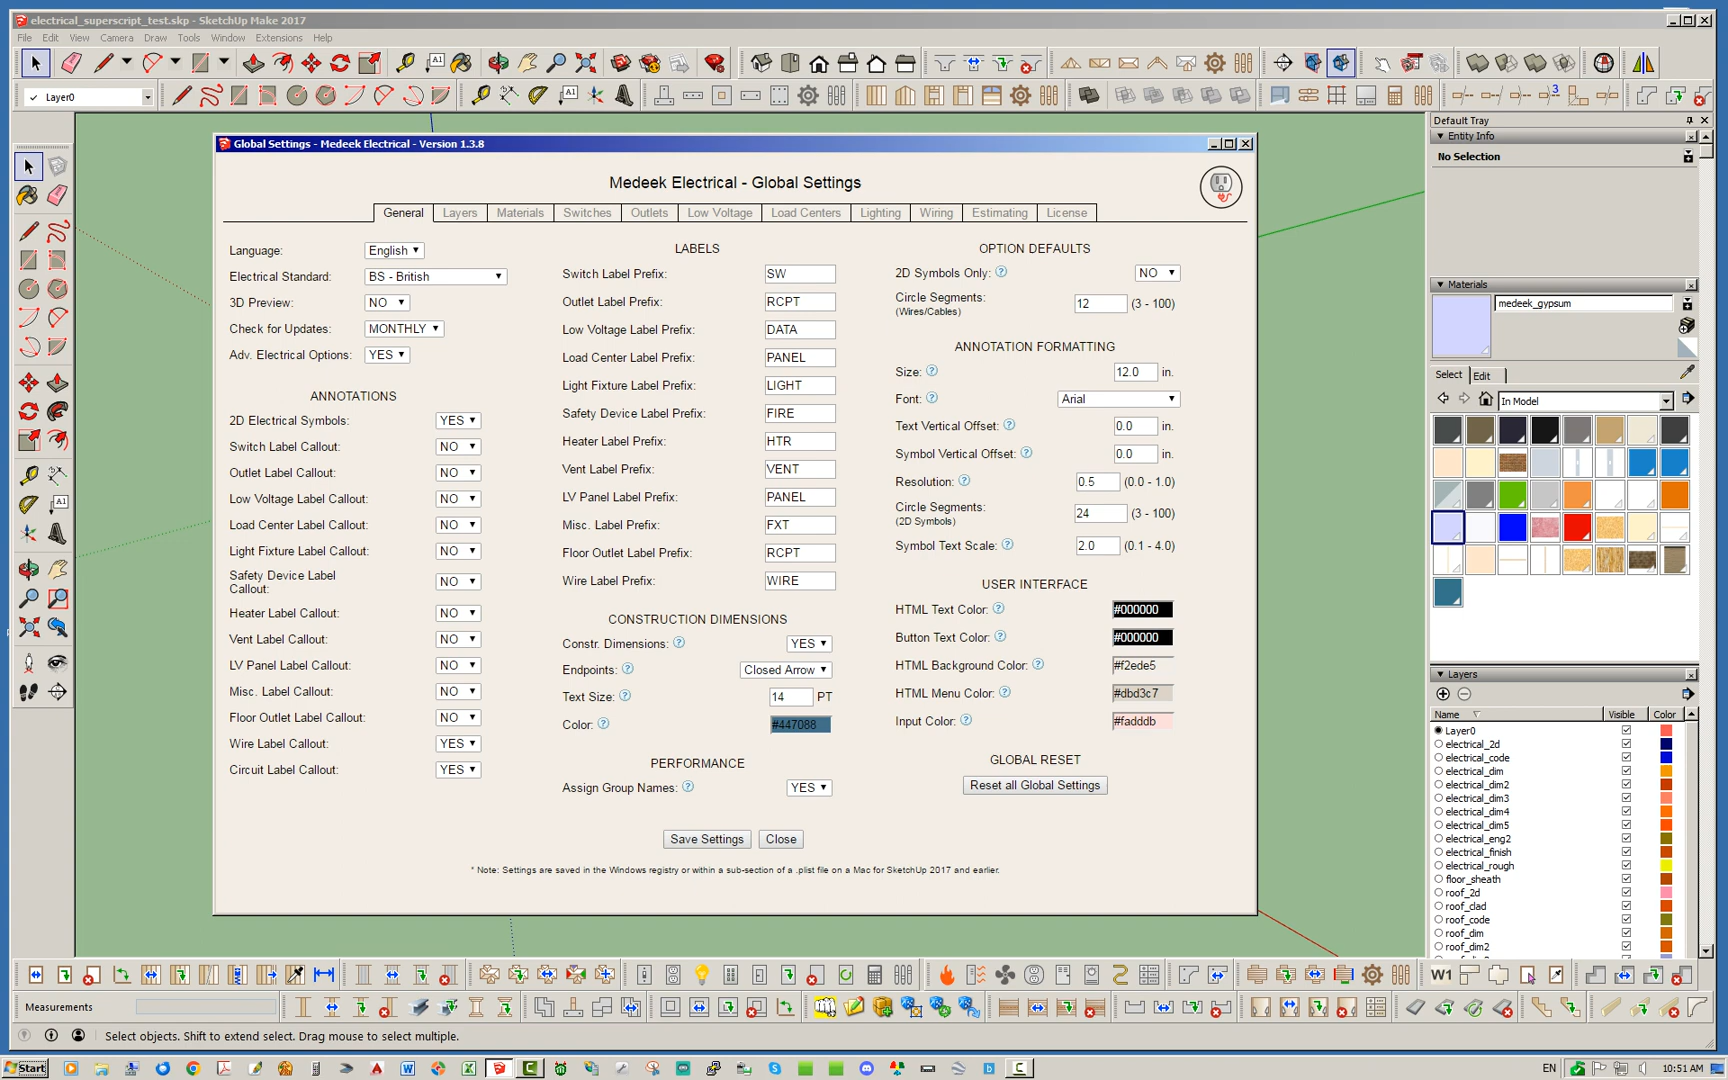 electrical_superscript_test.skp - SketchUp Make 2017
File Edit View Camera Draw Tools Window Extensions Help
Layer0
Default Tray
Entity Info
No Selection
Global Settings - Medeek Electrical - Version 1.3.8
Medeek Electrical - Global Settings
General Layers Materials Switches Outlets Low Voltage Load Centers Lighting Wiring Estimating License
Language: English
Electrical Standard: BS - British
3D Preview: NO
Check for Updates: MONTHLY
Adv. Electrical Options: YES
ANNOTATIONS
2D Electrical Symbols: YES
Switch Label Callout: NO
Outlet Label Callout: NO
Low Voltage Label Callout: NO
Load Center Label Callout: NO
Light Fixture Label Callout: NO
Safety Device Label
Callout: NO
Heater Label Callout: NO
Vent Label Callout: NO
LV Panel Label Callout: NO
Misc. Label Callout: NO
Floor Outlet Label Callout: NO
Wire Label Callout: YES
Circuit Label Callout: YES
LABELS
Switch Label Prefix: SW
Outlet Label Prefix: RCPT
Low Voltage Label Prefix: DATA
Load Center Label Prefix: PANEL
Light Fixture Label Prefix: LIGHT
Safety Device Label Prefix: FIRE
Heater Label Prefix: HTR
Vent Label Prefix: VENT
LV Panel Label Prefix: PANEL
Misc. Label Prefix: FXT
Floor Outlet Label Prefix: RCPT
Wire Label Prefix: WIRE
CONSTRUCTION DIMENSIONS
Constr. Dimensions: ? YES
Endpoints: ? Closed Arrow
Text Size: ? 14 PT
Color: ? #447088
PERFORMANCE
Assign Group Names: ? YES
OPTION DEFAULTS
2D Symbols Only: ? NO
Circle Segments: 12 (3 - 100)
(Wires/Cables)
ANNOTATION FORMATTING
Size: ? 12.0 in.
Font: ? Arial
Text Vertical Offset: ? 0.0 in.
Symbol Vertical Offset: ? 0.0 in.
Resolution: ? 0.5 (0.0 - 1.0)
Circle Segments: 24 (3 - 100)
(2D Symbols)
Symbol Text Scale: ? 2.0 (0.1 - 4.0)
USER INTERFACE
HTML Text Color: ? #000000
Button Text Color: ? #000000
HTML Background Color: ? #f2ede5
HTML Menu Color: ? #dbd3c7
Input Color: ? #fadddb
GLOBAL RESET
Reset all Global Settings
Save Settings Close
* Note: Settings are saved in the Windows registry or within a sub-section of a .plist file on a Mac for SketchUp 2017 and earlier.
Materials
medeek_gypsum
Select Edit
In Model
Layers
Name Visible Color
Layer0
electrical_2d
electrical_code
electrical_dim
electrical_dim2
electrical_dim3
electrical_dim4
electrical_dim5
electrical_eng2
electrical_finish
electrical_rough
floor_sheath
roof_2d
roof_clad
roof_code
roof_dim
roof_dim2
W1
Measurements
Select objects. Shift to extend select. Drag mouse to select multiple.
Start
EN
10:51 AM